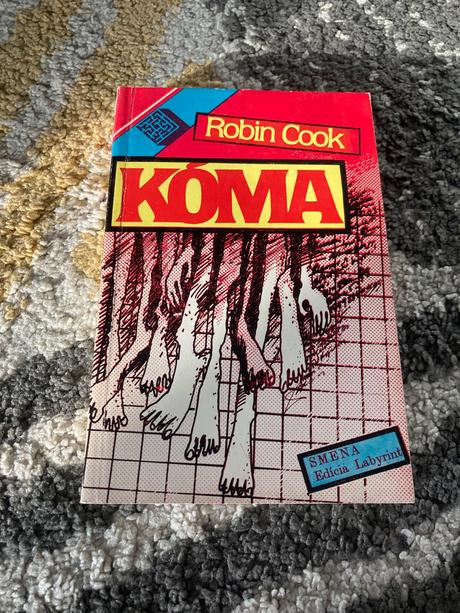 Robin Cook
KÓMA
SMENA
Edícia Labyrint